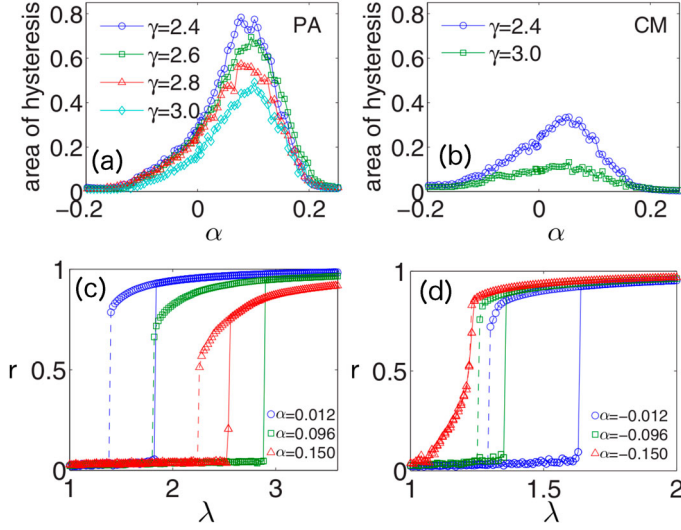 area of hysteresis
0.8
0.6
0.4
0.2
0
γ=2.4
γ=2.6
γ=2.8
γ=3.0
PA
(a)
−0.2
0
0.2
α
area of hysteresis
0.8
0.6
0.4
0.2
0
γ=2.4
γ=3.0
CM
(b)
−0.2
0
0.2
α
r
1
0.5
0
(c)
α=0.012
α=0.096
α=0.150
1
2
3
λ
r
1
0.5
0
(d)
α=−0.012
α=−0.096
α=−0.150
1
1.5
2
λ